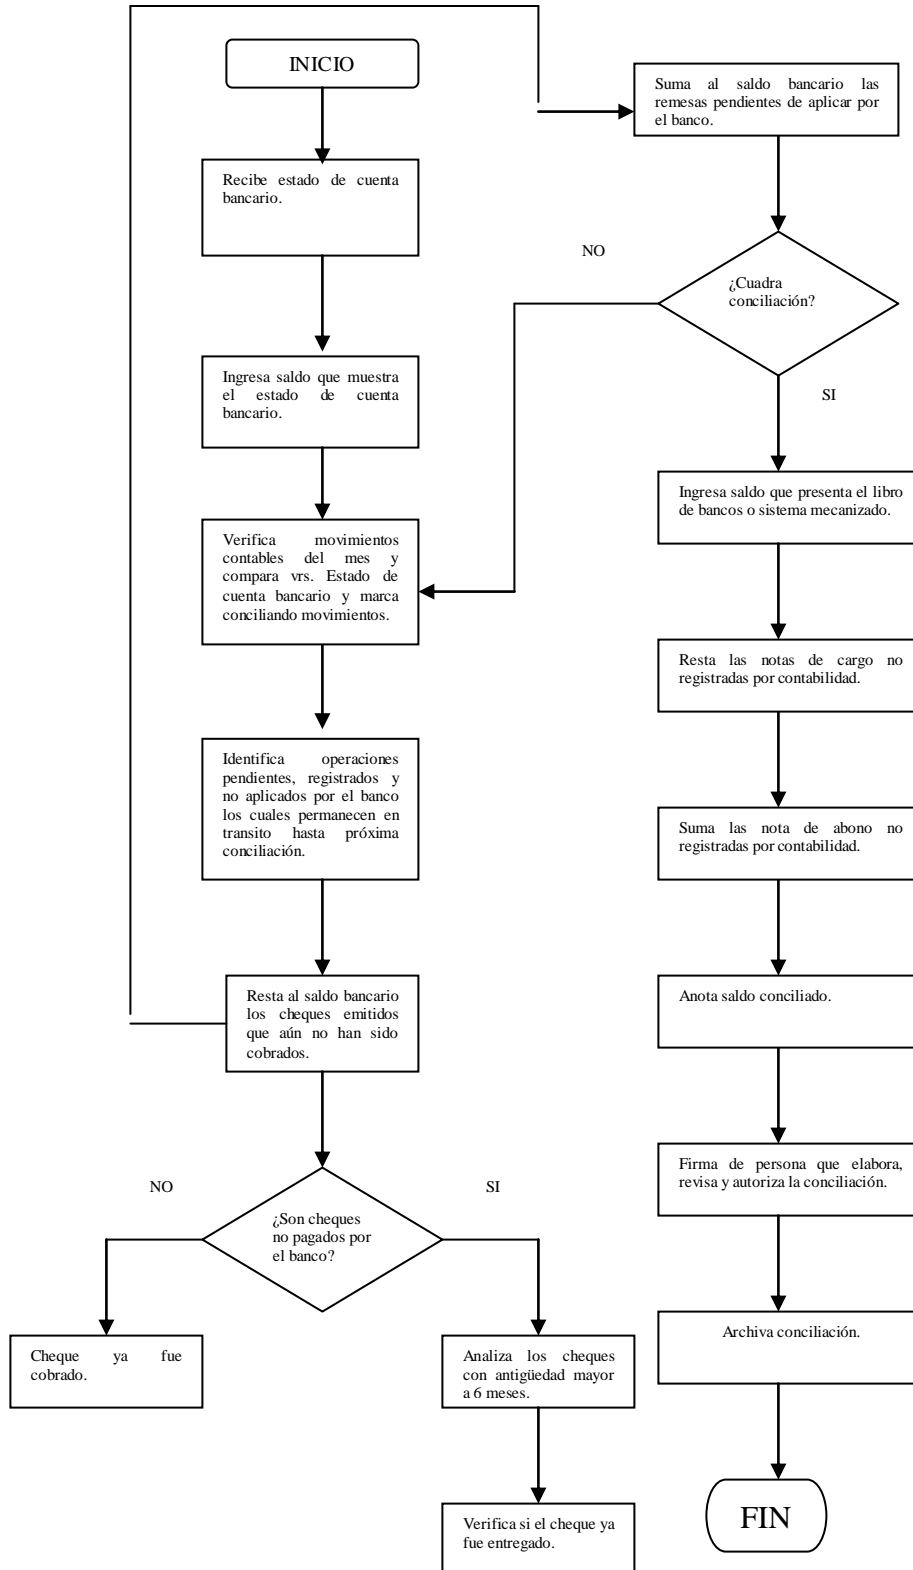 INICIO
Recibe estado de cuenta
bancario.
Ingresa saldo que muestra
el estado de cuenta
bancario.
Verifica movimientos
contables del mes y
compara vrs. Estado de
cuenta bancario y marca
conciliando movimientos.
Identifica operaciones
pendientes, registrados y
no aplicados por el banco
los cuales permanecen en
transito hasta próxima
conciliación.
Resta al saldo bancario
los cheques emitidos
que aún no han sido
cobrados.
NO
SI
¿Son cheques
no pagados por
el banco?
Cheque ya fue
cobrado.
Analiza los cheques
con antigüedad mayor
a 6 meses.
Verifica si el cheque ya
fue entregado.
Suma al saldo bancario las
remesas pendientes de aplicar por
el banco.
NO
¿Cuadra
conciliación?
SI
Ingresa saldo que presenta el libro
de bancos o sistema mecanizado.
Resta las notas de cargo no
registradas por contabilidad.
Suma las nota de abono no
registradas por contabilidad.
Anota saldo conciliado.
Firma de persona que elabora,
revisa y autoriza la conciliación.
Archiva conciliación.
FIN